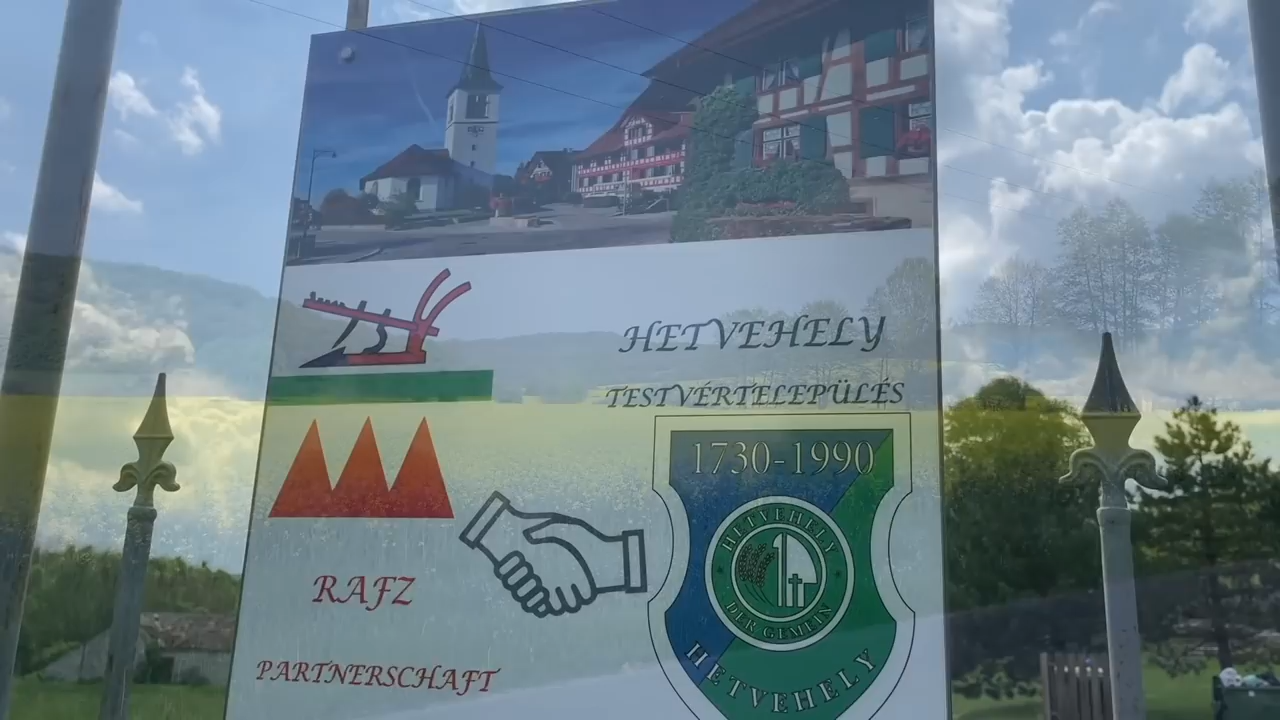 HETVEHELY
TESTVÉRTELEPÜLÉS
1730-1990
HETVEHELY
DER GEMEIN
HETVEHELY
RAFZ
PARTNERSCHAFT